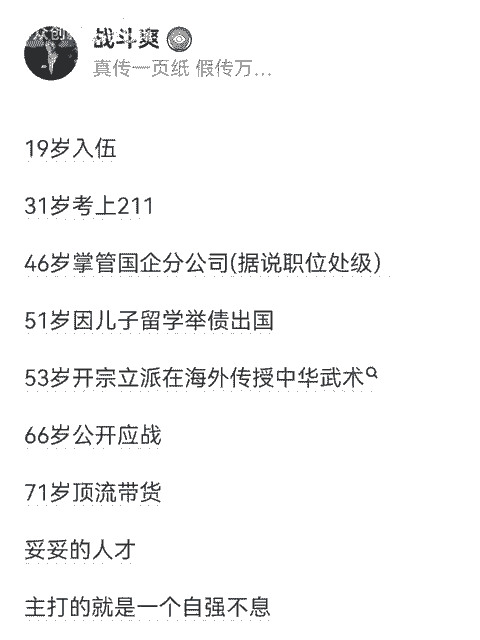 战斗爽
真传一页纸 假传万...
19岁入伍
31岁考上211
46岁掌管国企分公司(据说职位处级）
51岁因儿子留学举债出国
53岁开宗立派在海外传授中华武术
66岁公开应战
71岁顶流带货
妥妥的人才
主打的就是一个自强不息